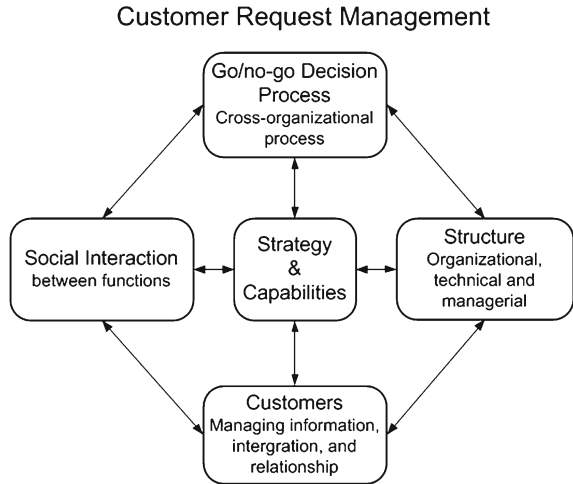 Customer Request Management
Go/no-go Decision
Process
Cross-organizational
process
Social Interaction
between functions
Strategy
&
Capabilities
Structure
Organizational,
technical and
managerial
Customers
Managing information,
intergration, and
relationship